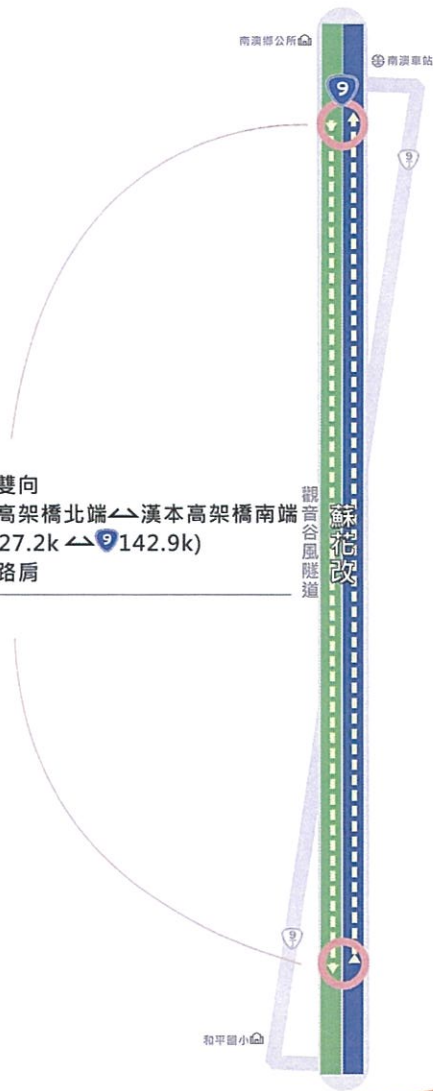 南澳鄉公所
南澳車站
9
9
雙向
高架橋北端 漢本高架橋南端
27.2k 9 142.9k)
路肩
觀音谷風隧道
蘇花改
9
和平國小